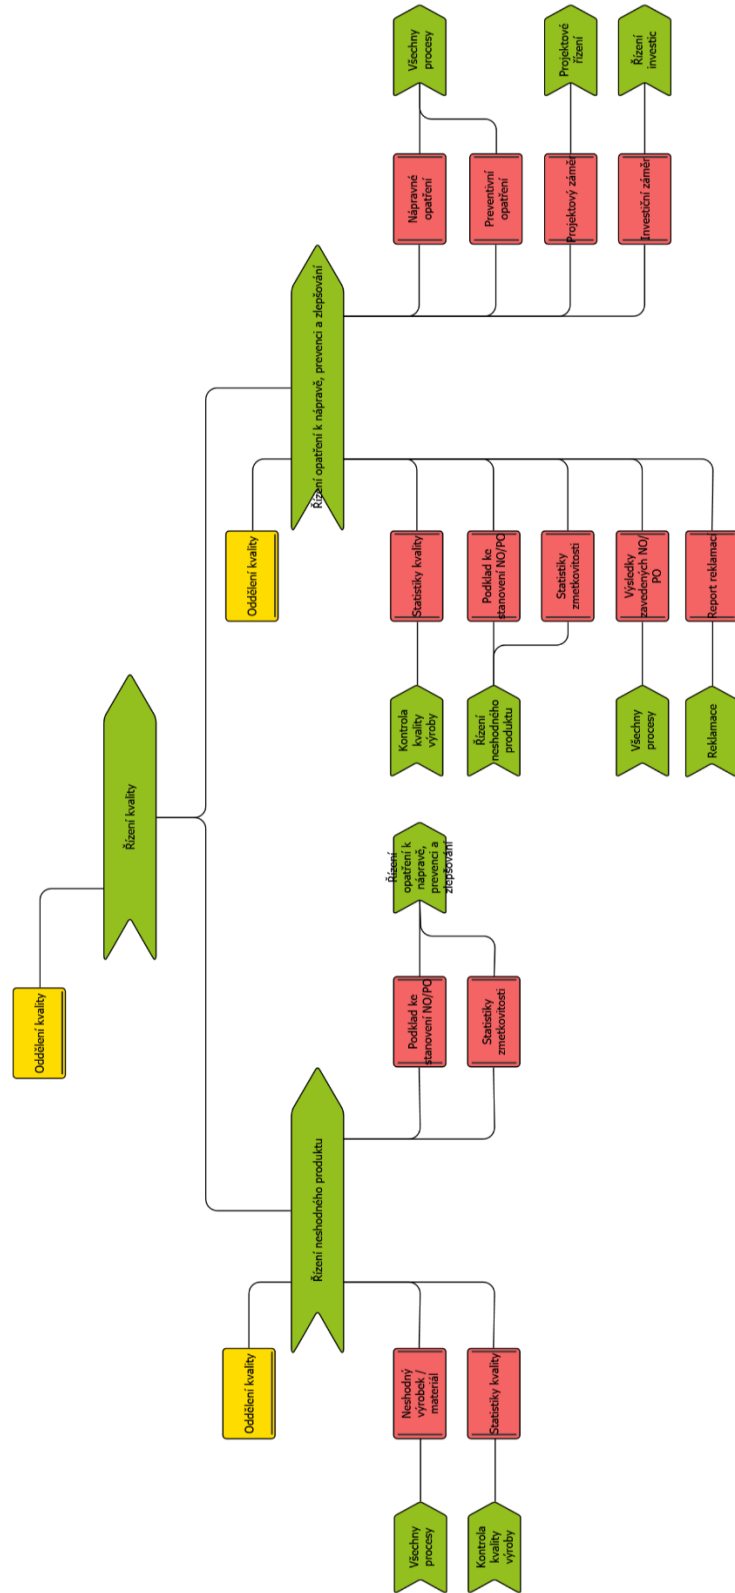 Oddělení kvality
Řízení kvality
Oddělení kvality
Oddělení kvality
Řízení neshodného produktu
Řízení opatření k nápravě, prevenci a zlepšování
Všechny
procesy
Neshodný
výrobek /
materiál
Podklad ke
stanovení NO/PO
Řízení
opatření k
nápravě,
prevenci a
zlepšování
Kontrola
kvality
výroby
Statistiky kvality
Nápravné
opatření
Všechny
procesy
Kontrola
kvality
výroby
Statistiky kvality
Statistiky
zmetkovitosti
Řízení
neshodného
produktu
Podklad ke
stanovení NO/PO
Preventivní
opatření
Statistiky
zmetkovitosti
Projektový záměr
Projektové
řízení
Všechny
procesy
Výsledky
zavedených NO/
PO
Investiční záměr
Řízení
investic
Reklamace
Report reklamací